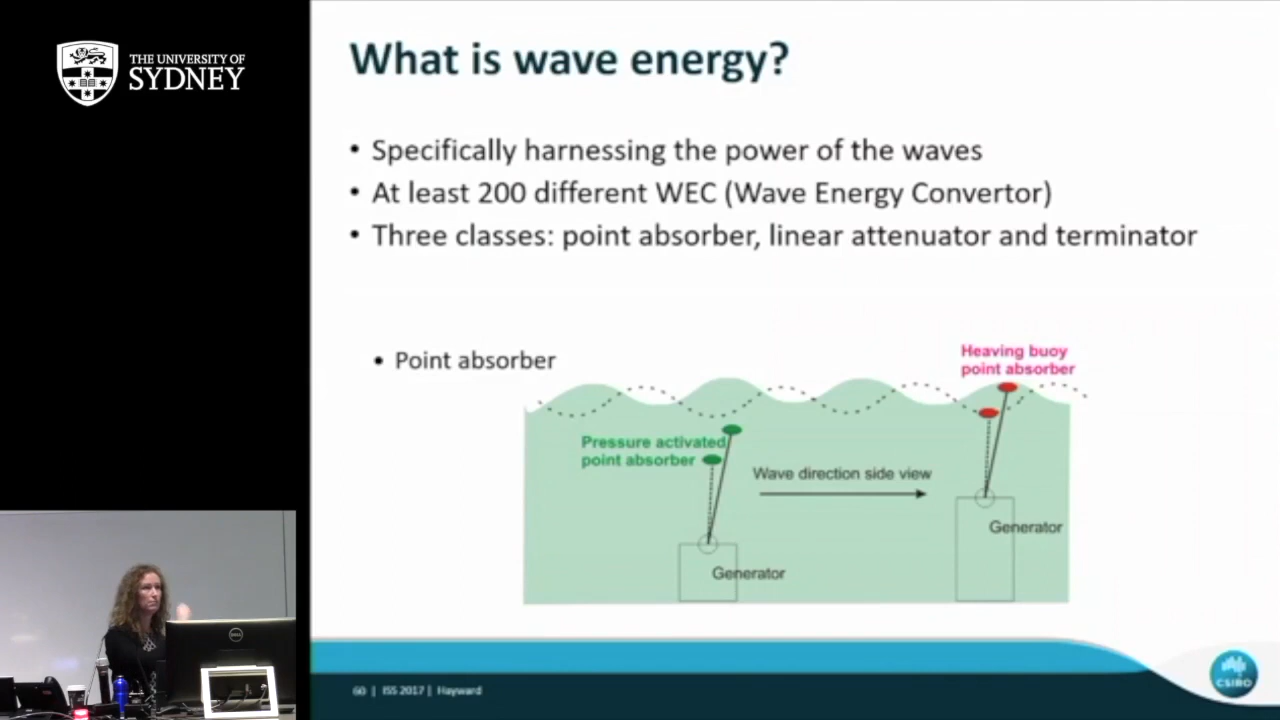 THE UNIVERSITY OF
SYDNEY
What is wave energy?
• Specifically harnessing the power of the waves
• At least 200 different WEC (Wave Energy Convertor)
• Three classes: point absorber, linear attenuator and terminator
• Point absorber
Heaving buoy
point absorber
Pressure activated
point absorber
Wave direction side view
Generator
Generator
60 | ISS 2017 | Hayward
CSIRO
DELL